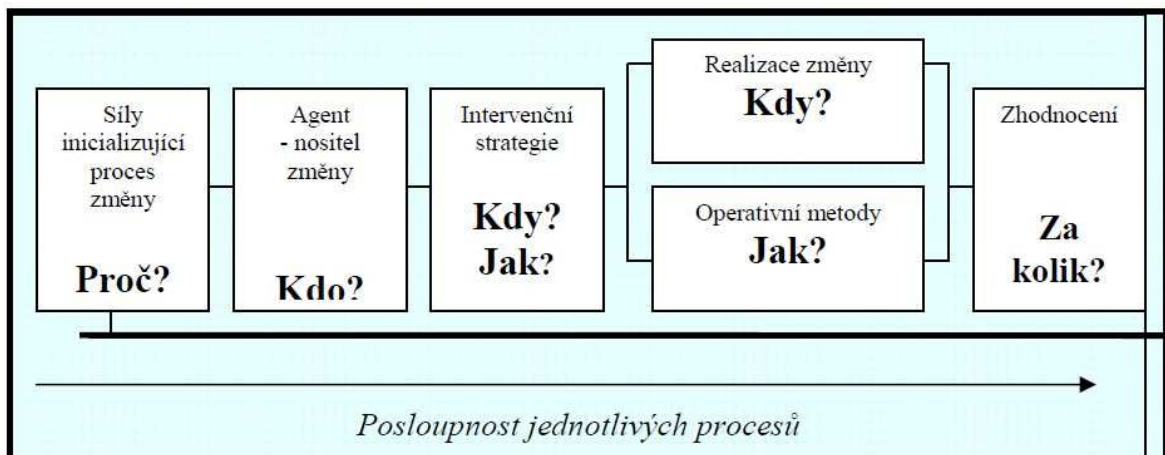 Síly
inicializující
proces
změny
Proč?
Agent
- nositel
změny
Kdo?
Intervenční
strategie
Kdy?
Jak?
Realizace změny
Kdy?
Operativní metody
Jak?
Zhodnocení
Za
kolik?
Posloupnost jednotlivých procesů